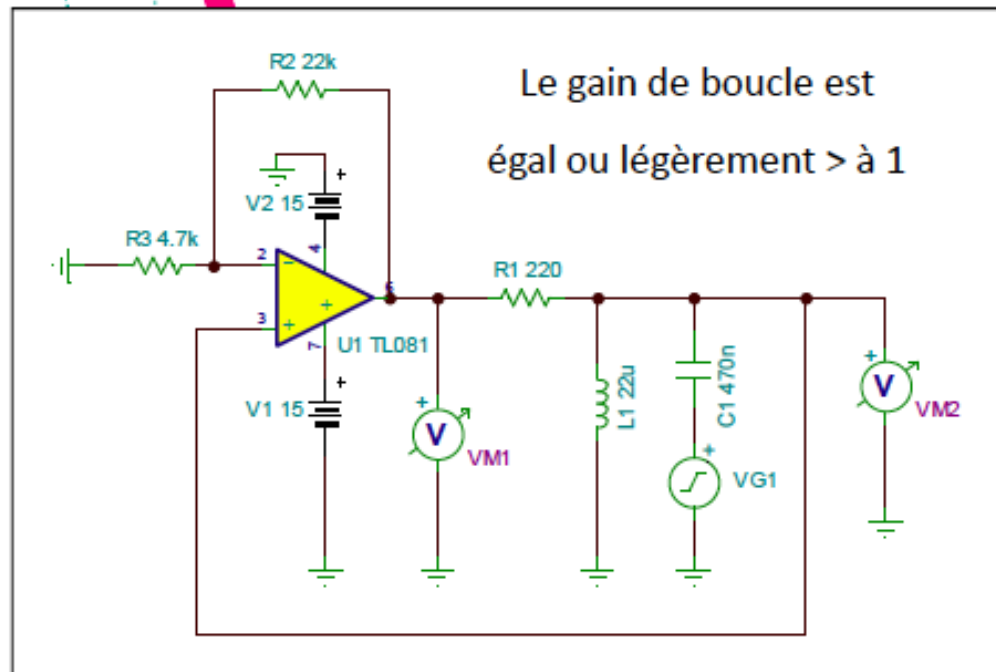 R2 22k
Le gain de boucle est
égal ou légèrement > à 1
+
V2 15
R3 4.7k
2
4
R1 220
3
+
+
U1 TL081
7
+
V1 15
+
V
VM1
L1 22u
C1 470n
+
VG1
+
V
VM2